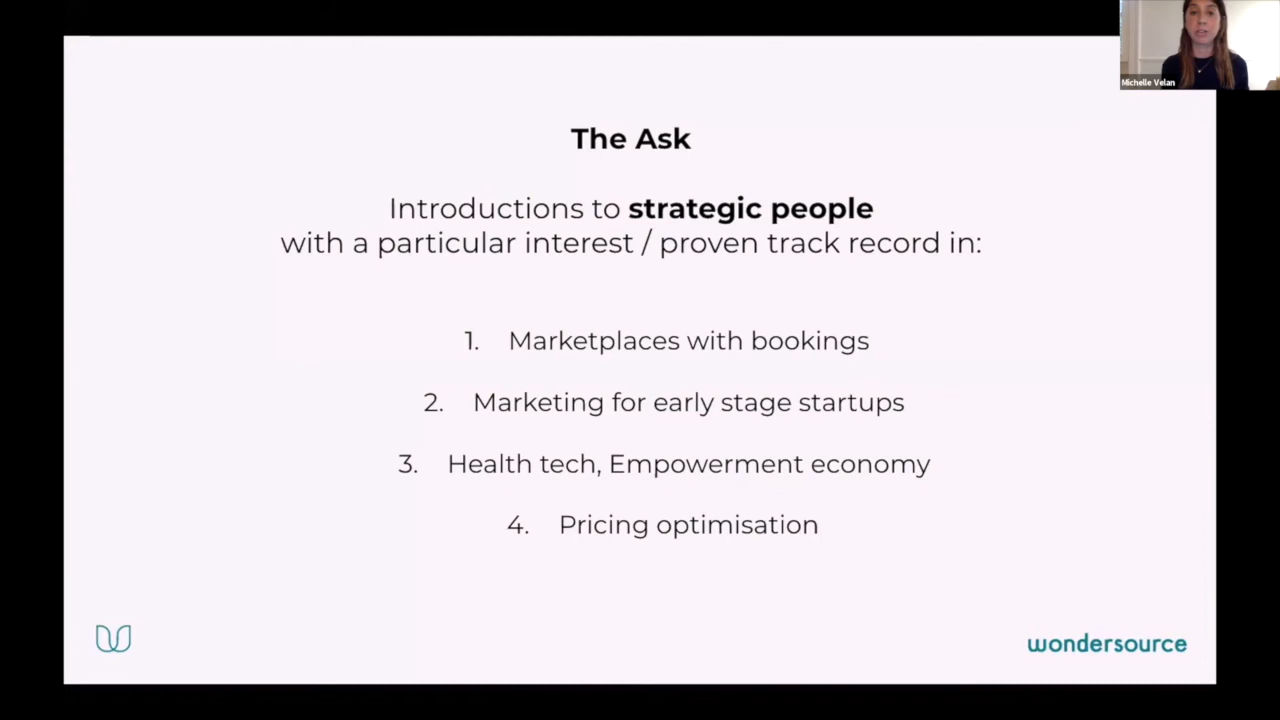 Michelle Velan
The Ask
Introductions to strategic people
with a particular interest / proven track record in:
1. Marketplaces with bookings
2. Marketing for early stage startups
3. Health tech, Empowerment economy
4. Pricing optimisation
wondersource